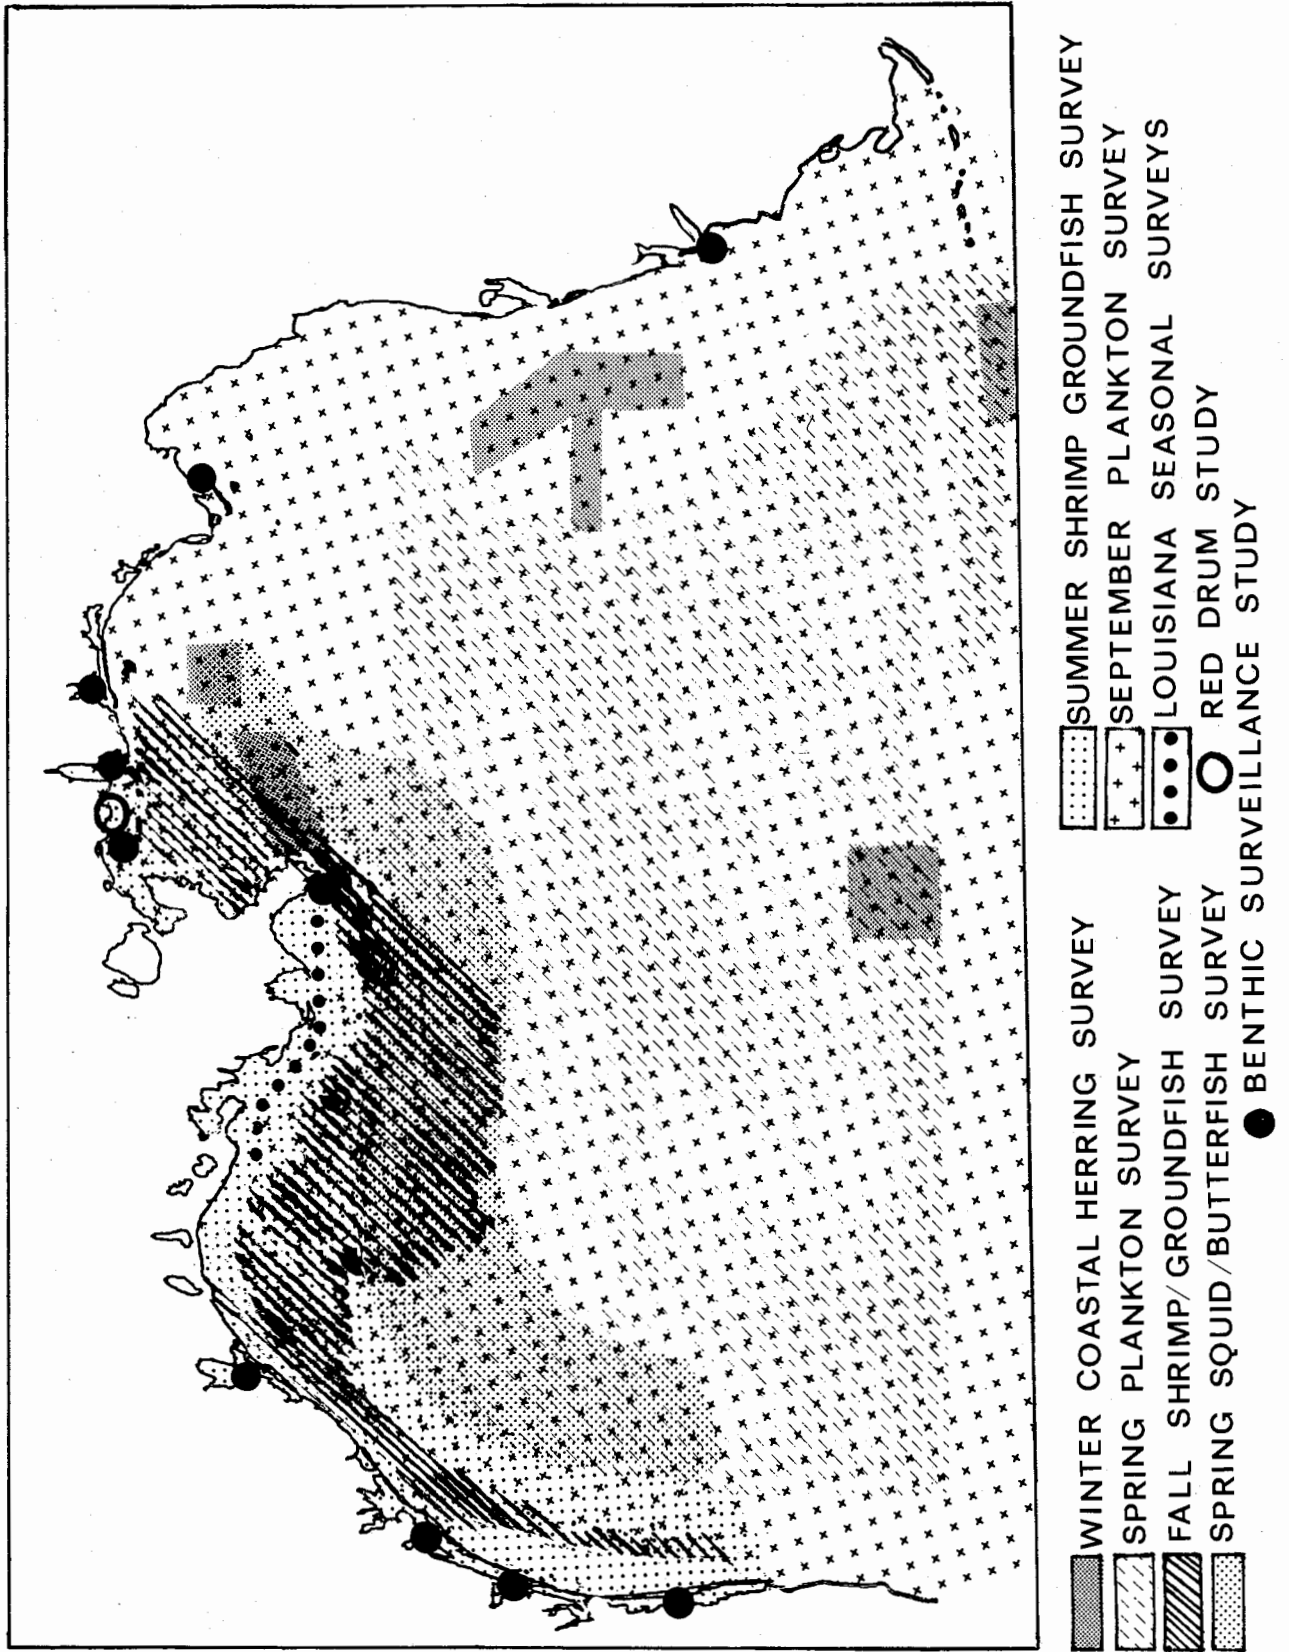 WINTER COASTAL HERRING SURVEY
SPRING PLANKTON SURVEY
FALL SHRIMP/GROUNDFISH SURVEY
SPRING SQUID/BUTTERFISH SURVEY
BENTHIC SURVEILLANCE STUDY
SUMMER SHRIMP GROUNDFISH SURVEY
SEPTEMBER PLANKTON SURVEY
LOUISIANA SEASONAL SURVEYS
RED DRUM STUDY